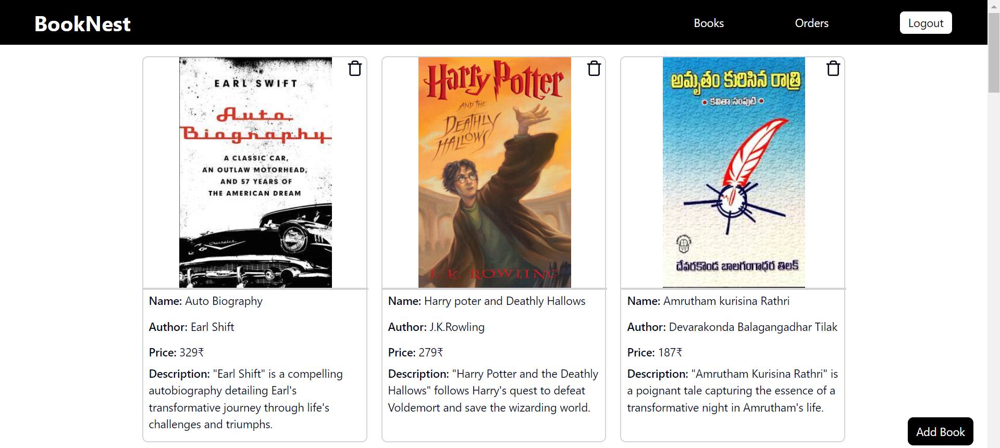 BookNest
Books
Orders
Logout
EARL SWIFT
Auto
Biography
A CLASSIC CAR,
AN OUTLAW MOTORHEAD,
AND 57 YEARS OF
THE AMERICAN DREAM
Chevrolet
Name: Auto Biography
Author: Earl Shift
Price: 329₹
Description: "Earl Shift" is a compelling
autobiography detailing Earl's
transformative journey through life's
challenges and triumphs.
Harry Potter
AND THE
DEATHLY
HALLOWS
J. K. ROWLING
Name: Harry poter and Deathly Hallows
Author: J.K.Rowling
Price: 279₹
Description: "Harry Potter and the Deathly
Hallows" follows Harry's quest to defeat
Voldemort and save the wizarding world.
అమృతం కురిసిన రాత్రి
• కవితా సంపుటి •
దేవరకొండ బాలగంగాధర తిలక్
Name: Amrutham kurisina Rathri
Author: Devarakonda Balagangadhar Tilak
Price: 187₹
Description: "Amrutham Kurisina Rathri" is
a poignant tale capturing the essence of a
transformative night in Amrutham's life.
Add Book